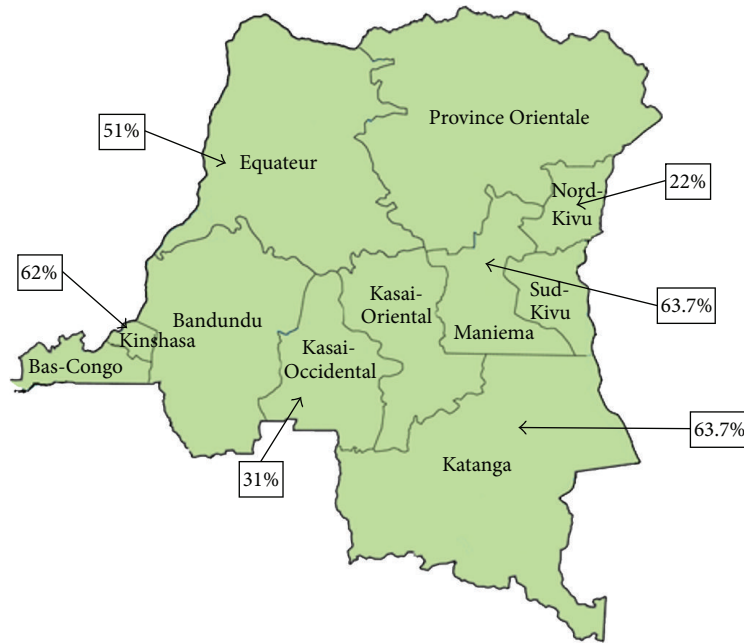 Province Orientale
51%
Equateur
Nord-
Kivu
22%
62%
Kinshasa
Bandundu
Kasai-
Oriental
Sud-
Kivu
63.7%
Maniema
Bas-Congo
Kasai-
Occidental
63.7%
Katanga
31%